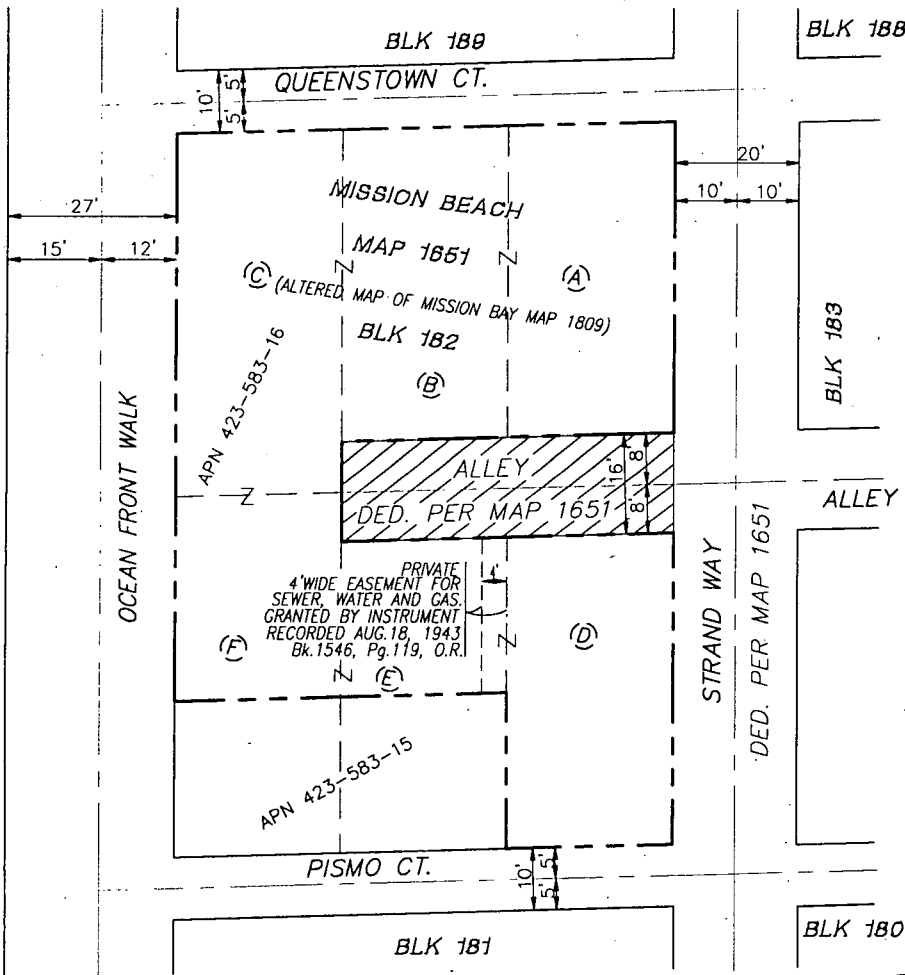 BLK 189
BLK 188
QUEENSTOWN CT.
10'
5'
5'
20'
10'
10'
27'
15'
12'
MISSION BEACH
MAP 1651
Z
Z
(C)
(A)
(ALTERED MAP OF MISSION BAY MAP 1809)
BLK 182
(B)
APN 423-583-16
BLK 183
OCEAN FRONT WALK
Z
ALLEY
DED. PER MAP 1651
16'
8'
8'
ALLEY
PRIVATE
4'WIDE EASEMENT FOR
SEWER, WATER AND GAS.
GRANTED BY INSTRUMENT
RECORDED AUG.18, 1943
Bk.1546, Pg.119, O.R.
4'
Z
(D)
STRAND WAY
DED. PER MAP 1651
(F)
Z
(E)
APN 423-583-15
PISMO CT.
10'
5'
5'
BLK 181
BLK 180